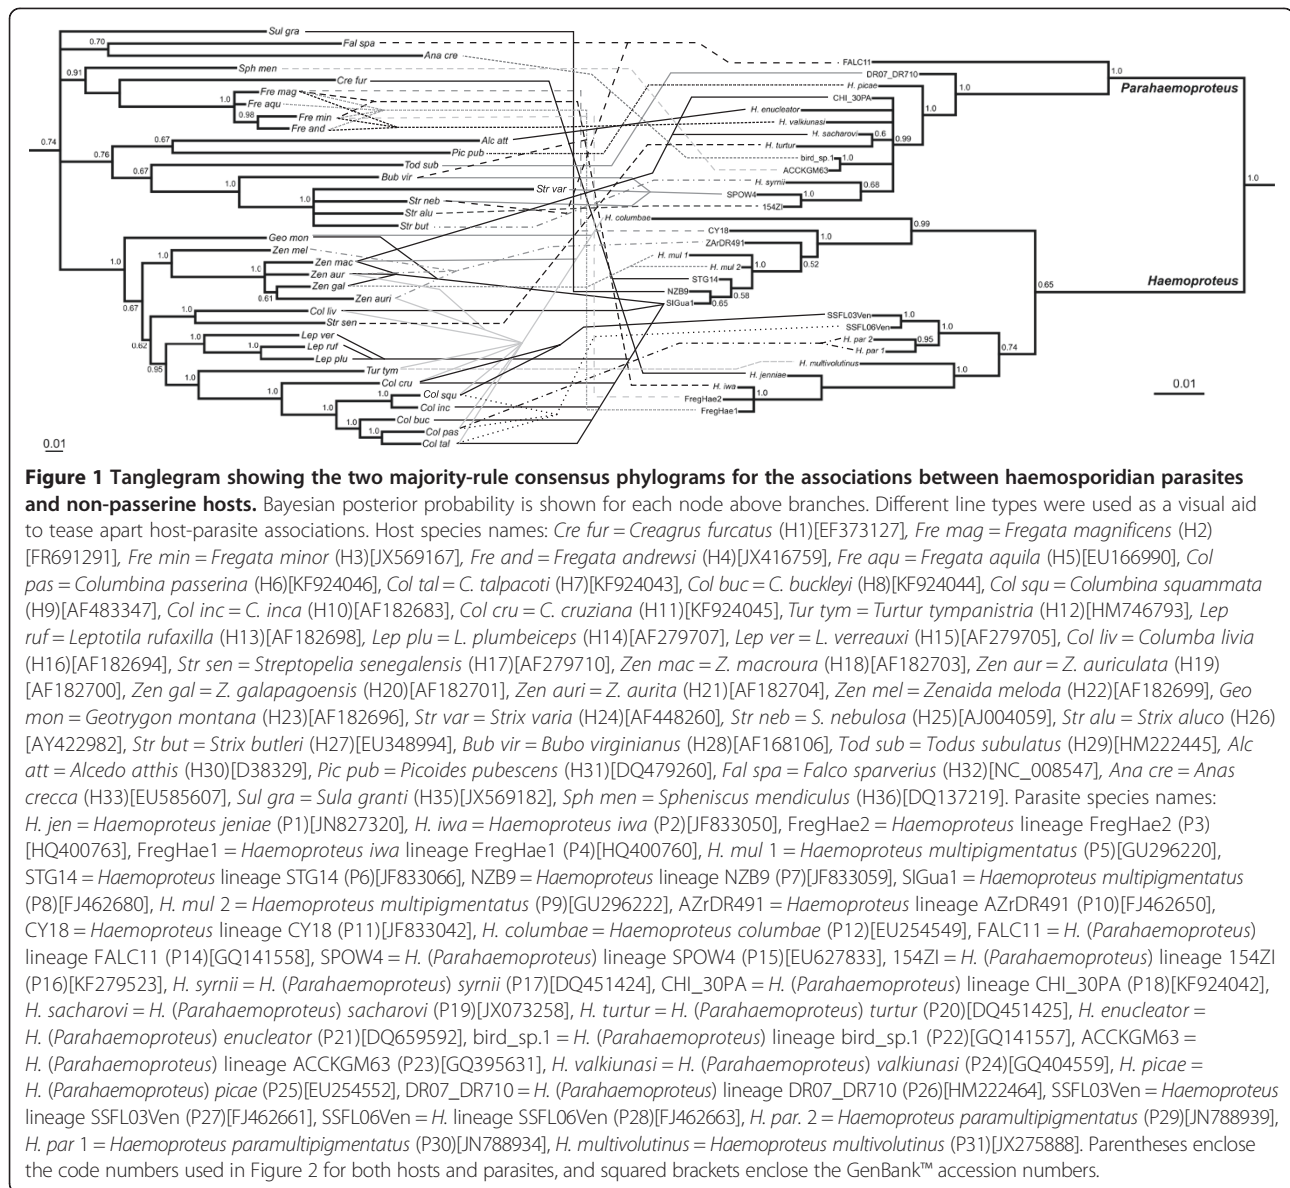 Sul gra
0.70
Fal spa
Ana cre
0.91
Sph men
Cre fur
1.0
Fre mag
Fre aqu
0.98
Fre min
1.0
Fre and
0.74
0.67
Alc att
0.76
Pic pub
0.67
Tod sub
1.0
Bub vir
Str var
1.0
Str neb
Str alu
Str but
Geo mon
1.0
Zen mel
1.0
Zen mac
1.0
Zen aur
Zen gal
0.61
Zen auri
0.67
1.0
Col liv
Str sen
0.62
Lep ver
1.0
Lep ruf
1.0
Lep plu
0.95
Tur tym
1.0
Col cru
1.0
Col squ
1.0
Col inc
1.0
Col buc
1.0
Col pas
1.0
Col tal
0.01
FALC11
DR07_DR710
1.0
Parahaemoproteus
H. picae
1.0
CHI_30PA
1.0
H. enucleator
H. valkiunasi
H. sacharovi
0.6
0.99
H. turtur
bird_sp.1
1.0
ACCKGM63
H. syrnii
0.68
SPOW4
1.0
154ZI
1.0
H. columbae
0.99
CY18
1.0
ZArDR491
H. mul 1
0.52
H. mul 2
1.0
STG14
NZB9
0.58
SIGua1
0.65
Haemoproteus
0.65
SSFL03Ven
1.0
SSFL06Ven
1.0
H. par 2
0.95
H. par 1
0.74
H. multivolutinus
1.0
H. jenniae
H. iwa
1.0
FregHae2
FregHae1
0.01
Figure 1 Tanglegram showing the two majority-rule consensus phylograms for the associations between haemosporidian parasites
and non-passerine hosts. Bayesian posterior probability is shown for each node above branches. Different line types were used as a visual aid
to tease apart host-parasite associations. Host species names: Cre fur = Creagrus furcatus (H1)[EF373127], Fre mag = Fregata magnificens (H2)
[FR691291], Fre min = Fregata minor (H3)[JX569167], Fre and = Fregata andrewsi (H4)[JX416759], Fre aqu = Fregata aquila (H5)[EU166990], Col
pas = Columbina passerina (H6)[KF924046], Col tal = C. talpacoti (H7)[KF924043], Col buc = C. buckleyi (H8)[KF924044], Col squ = Columbina squammata
(H9)[AF483347], Col inc = C. inca (H10)[AF182683], Col cru = C. cruziana (H11)[KF924045], Tur tym = Turtur tympanistria (H12)[HM746793], Lep
ruf = Leptotila rufaxilla (H13)[AF182698], Lep plu = L. plumbeiceps (H14)[AF279707], Lep ver = L. verreauxi (H15)[AF279705], Col liv = Columba livia
(H16)[AF182694], Str sen = Streptopelia senegalensis (H17)[AF279710], Zen mac = Z. macroura (H18)[AF182703], Zen aur = Z. auriculata (H19)
[AF182700], Zen gal = Z. galapagoensis (H20)[AF182701], Zen auri = Z. aurita (H21)[AF182704], Zen mel = Zenaida meloda (H22)[AF182699], Geo
mon = Geotrygon montana (H23)[AF182696], Str var = Strix varia (H24)[AF448260], Str neb = S. nebulosa (H25)[AJ004059], Str alu = Strix aluco (H26)
[AY422982], Str but = Strix butleri (H27)[EU348994], Bub vir = Bubo virginianus (H28)[AF168106], Tod sub = Todus subulatus (H29)[HM222445], Alc
att = Alcedo atthis (H30)[D38329], Pic pub = Picoides pubescens (H31)[DQ479260], Fal spa = Falco sparverius (H32)[NC_008547], Ana cre = Anas
crecca (H33)[EU585607], Sul gra = Sula granti (H35)[JX569182], Sph men = Spheniscus mendiculus (H36)[DQ137219]. Parasite species names:
H. jen = Haemoproteus jeniae (P1)[JN827320], H. iwa = Haemoproteus iwa (P2)[JF833050], FregHae2 = Haemoproteus lineage FregHae2 (P3)
[HQ400763], FregHae1 = Haemoproteus iwa lineage FregHae1 (P4)[HQ400760], H. mul 1 = Haemoproteus multipigmentatus (P5)[GU296220],
STG14 = Haemoproteus lineage STG14 (P6)[JF833066], NZB9 = Haemoproteus lineage NZB9 (P7)[JF833059], SIGua1 = Haemoproteus multipigmentatus
(P8)[FJ462680], H. mul 2 = Haemoproteus multipigmentatus (P9)[GU296222], AZrDR491 = Haemoproteus lineage AZrDR491 (P10)[FJ462650],
CY18 = Haemoproteus lineage CY18 (P11)[JF833042], H. columbae = Haemoproteus columbae (P12)[EU254549], FALC11 = H. (Parahaemoproteus)
lineage FALC11 (P14)[GQ141558], SPOW4 = H. (Parahaemoproteus) lineage SPOW4 (P15)[EU627833], 154ZI = H. (Parahaemoproteus) lineage 154ZI
(P16)[KF279523], H. syrnii = H. (Parahaemoproteus) syrnii (P17)[DQ451424], CHI_30PA = H. (Parahaemoproteus) lineage CHI_30PA (P18)[KF924042],
H. sacharovi = H. (Parahaemoproteus) sacharovi (P19)[JX073258], H. turtur = H. (Parahaemoproteus) turtur (P20)[DQ451425], H. enucleator =
H. (Parahaemoproteus) enucleator (P21)[DQ659592], bird_sp.1 = H. (Parahaemoproteus) lineage bird_sp.1 (P22)[GQ141557], ACCKGM63 =
H. (Parahaemoproteus) lineage ACCKGM63 (P23)[GQ395631], H. valkiunasi = H. (Parahaemoproteus) valkiunasi (P24)[GQ404559], H. picae =
H. (Parahaemoproteus) picae (P25)[EU254552], DR07_DR710 = H. (Parahaemoproteus) lineage DR07_DR710 (P26)[HM222464], SSFL03Ven = Haemoproteus
lineage SSFL03Ven (P27)[FJ462661], SSFL06Ven = H. lineage SSFL06Ven (P28)[FJ462663], H. par. 2 = Haemoproteus paramultipigmentatus (P29)[JN788939],
H. par 1 = Haemoproteus paramultipigmentatus (P30)[JN788934], H. multivolutinus = Haemoproteus multivolutinus (P31)[JX275888]. Parentheses enclose
the code numbers used in Figure 2 for both hosts and parasites, and squared brackets enclose the GenBank™ accession numbers.